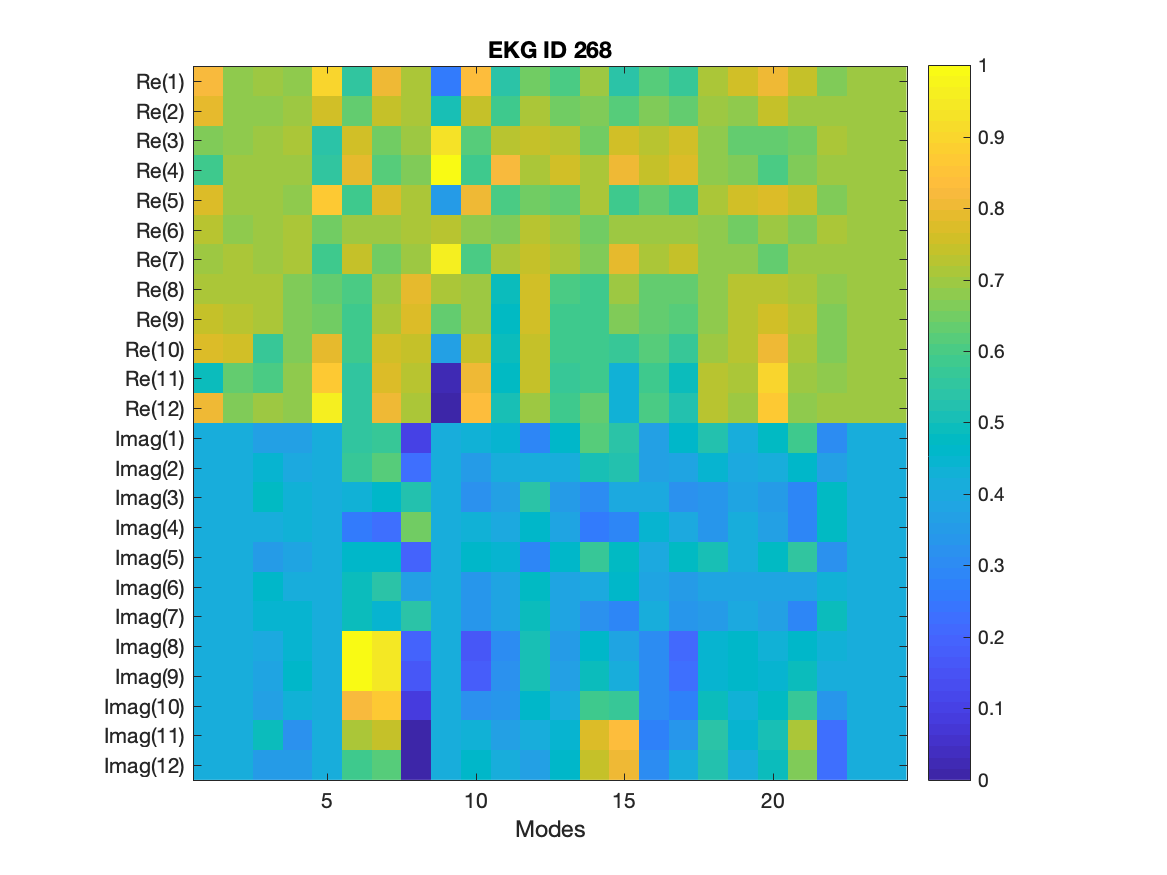 EKG ID 268
Re(1)
Re(2)
Re(3)
Re(4)
Re(5)
Re(6)
Re(7)
Re(8)
Re(9)
Re(10)
Re(11)
Re(12)
Imag(1)
Imag(2)
Imag(3)
Imag(4)
Imag(5)
Imag(6)
Imag(7)
Imag(8)
Imag(9)
Imag(10)
Imag(11)
Imag(12)
5 10 15 20
Modes
1
0.9
0.8
0.7
0.6
0.5
0.4
0.3
0.2
0.1
0